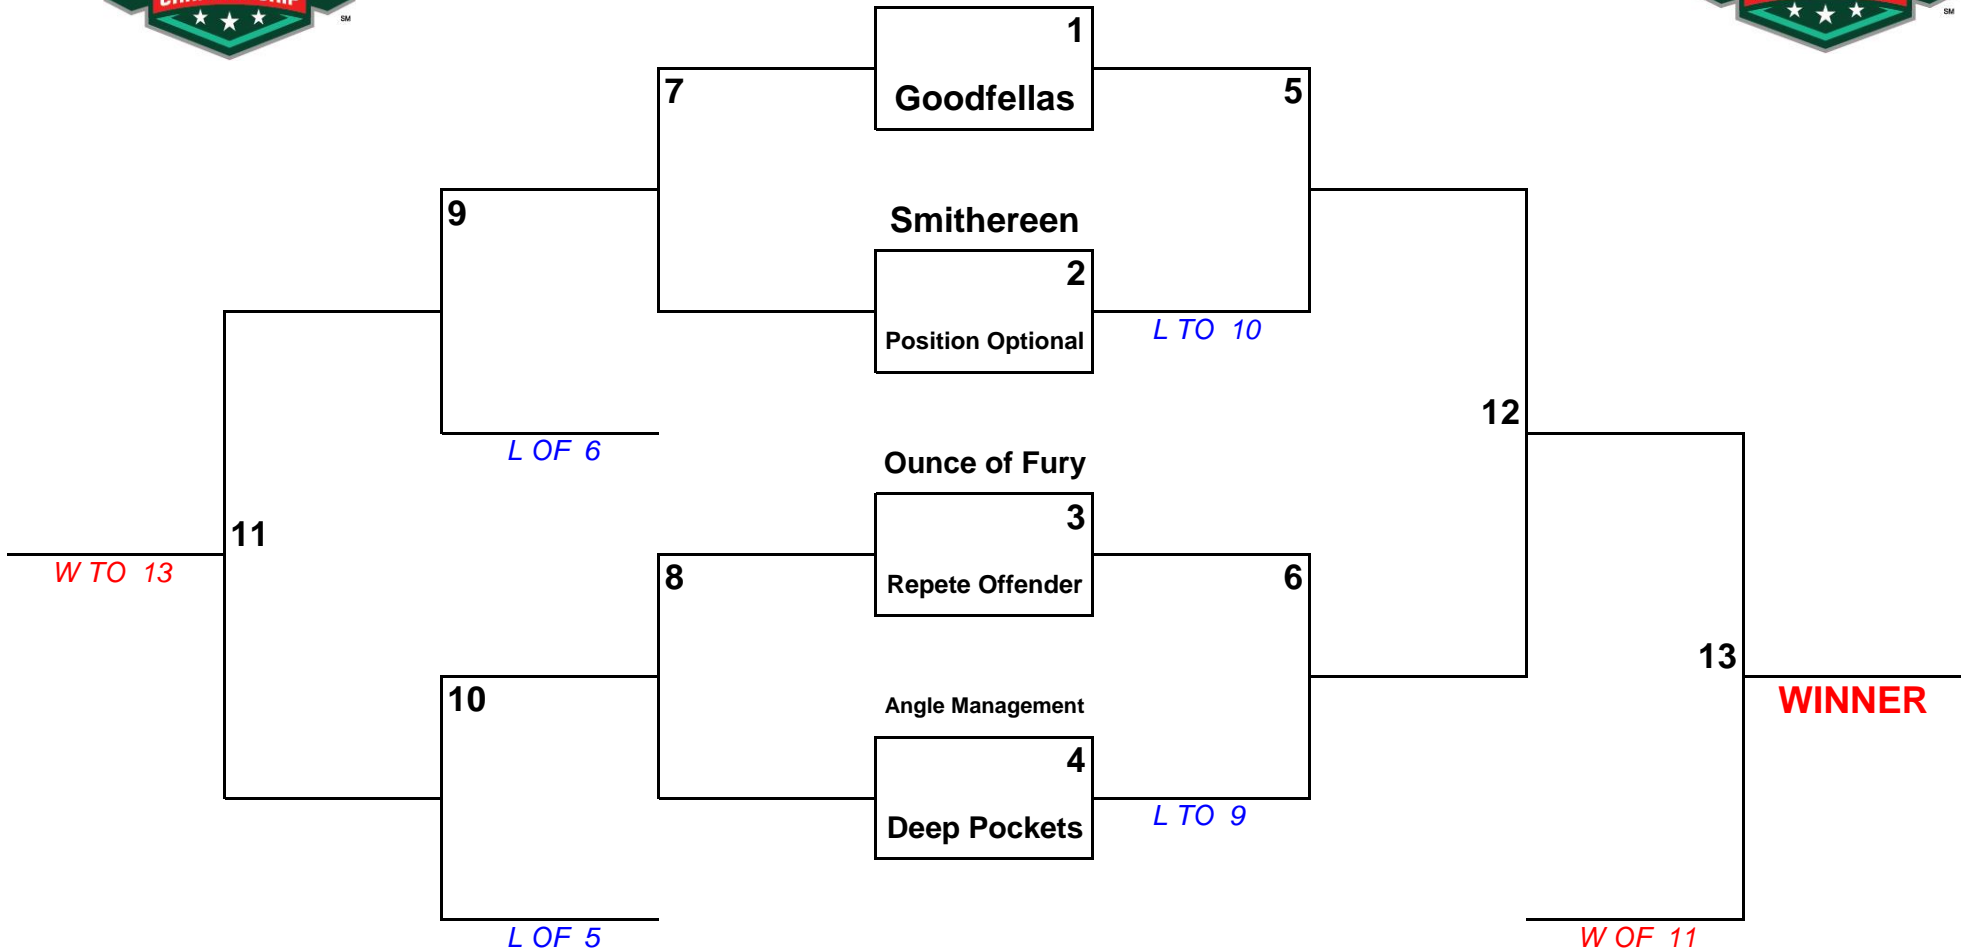 SM
SM
1
7
Goodfellas
5
9
Smithereen
2
Position Optional
L TO 10
12
L OF 6
Ounce of Fury
3
11
W TO 13
8
Repete Offender
6
13
10
Angle Management
WINNER
4
L TO 9
Deep Pockets
L OF 5
W OF 11